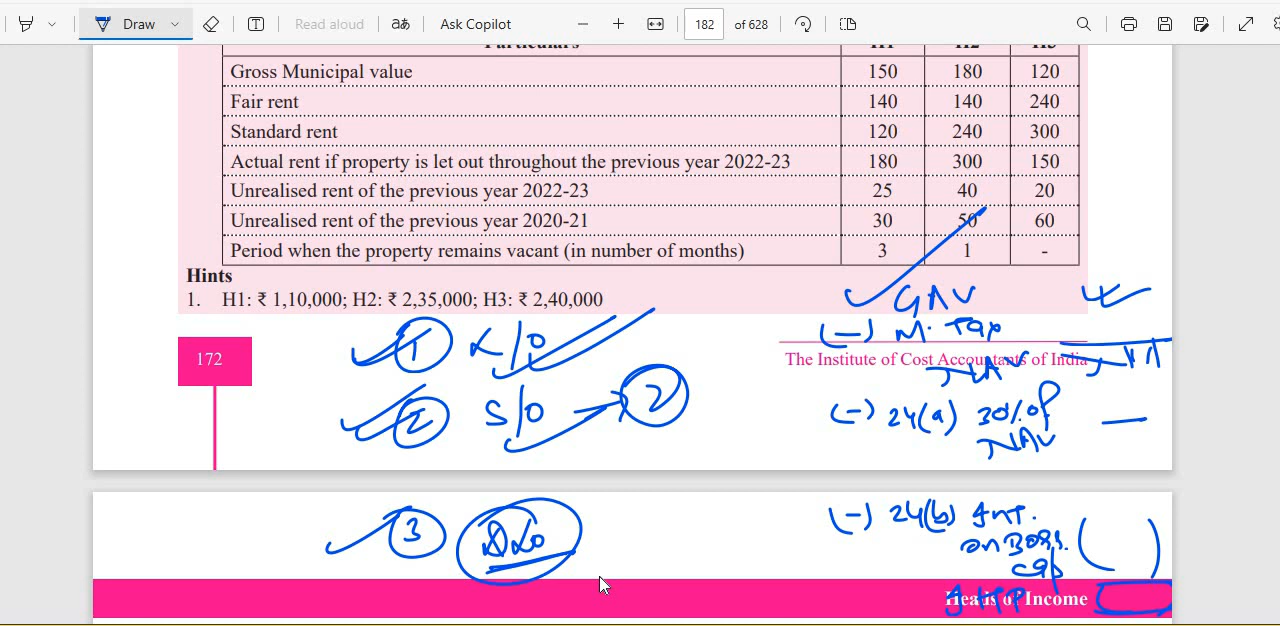 Draw
Read aloud
aあ
Ask Copilot
182 of 628
Particulars H1 H2 H3
Gross Municipal value 150 180 120
Fair rent 140 140 240
Standard rent 120 240 300
Actual rent if property is let out throughout the previous year 2022-23 180 300 150
Unrealised rent of the previous year 2022-23 25 40 20
Unrealised rent of the previous year 2020-21 30 50 60
Period when the property remains vacant (in number of months) 3 1 -
Hints
1. H1: ₹ 1,10,000; H2: ₹ 2,35,000; H3: ₹ 2,40,000
GAV
(-) M. Tax
NAV
172
The Institute of Cost Accountants of India
1 L/O
2 S/O 2
(-) 24(a) 30% of
NAV
3
(-) 24(b) Int.
on Borr.
cap
Heads of Income